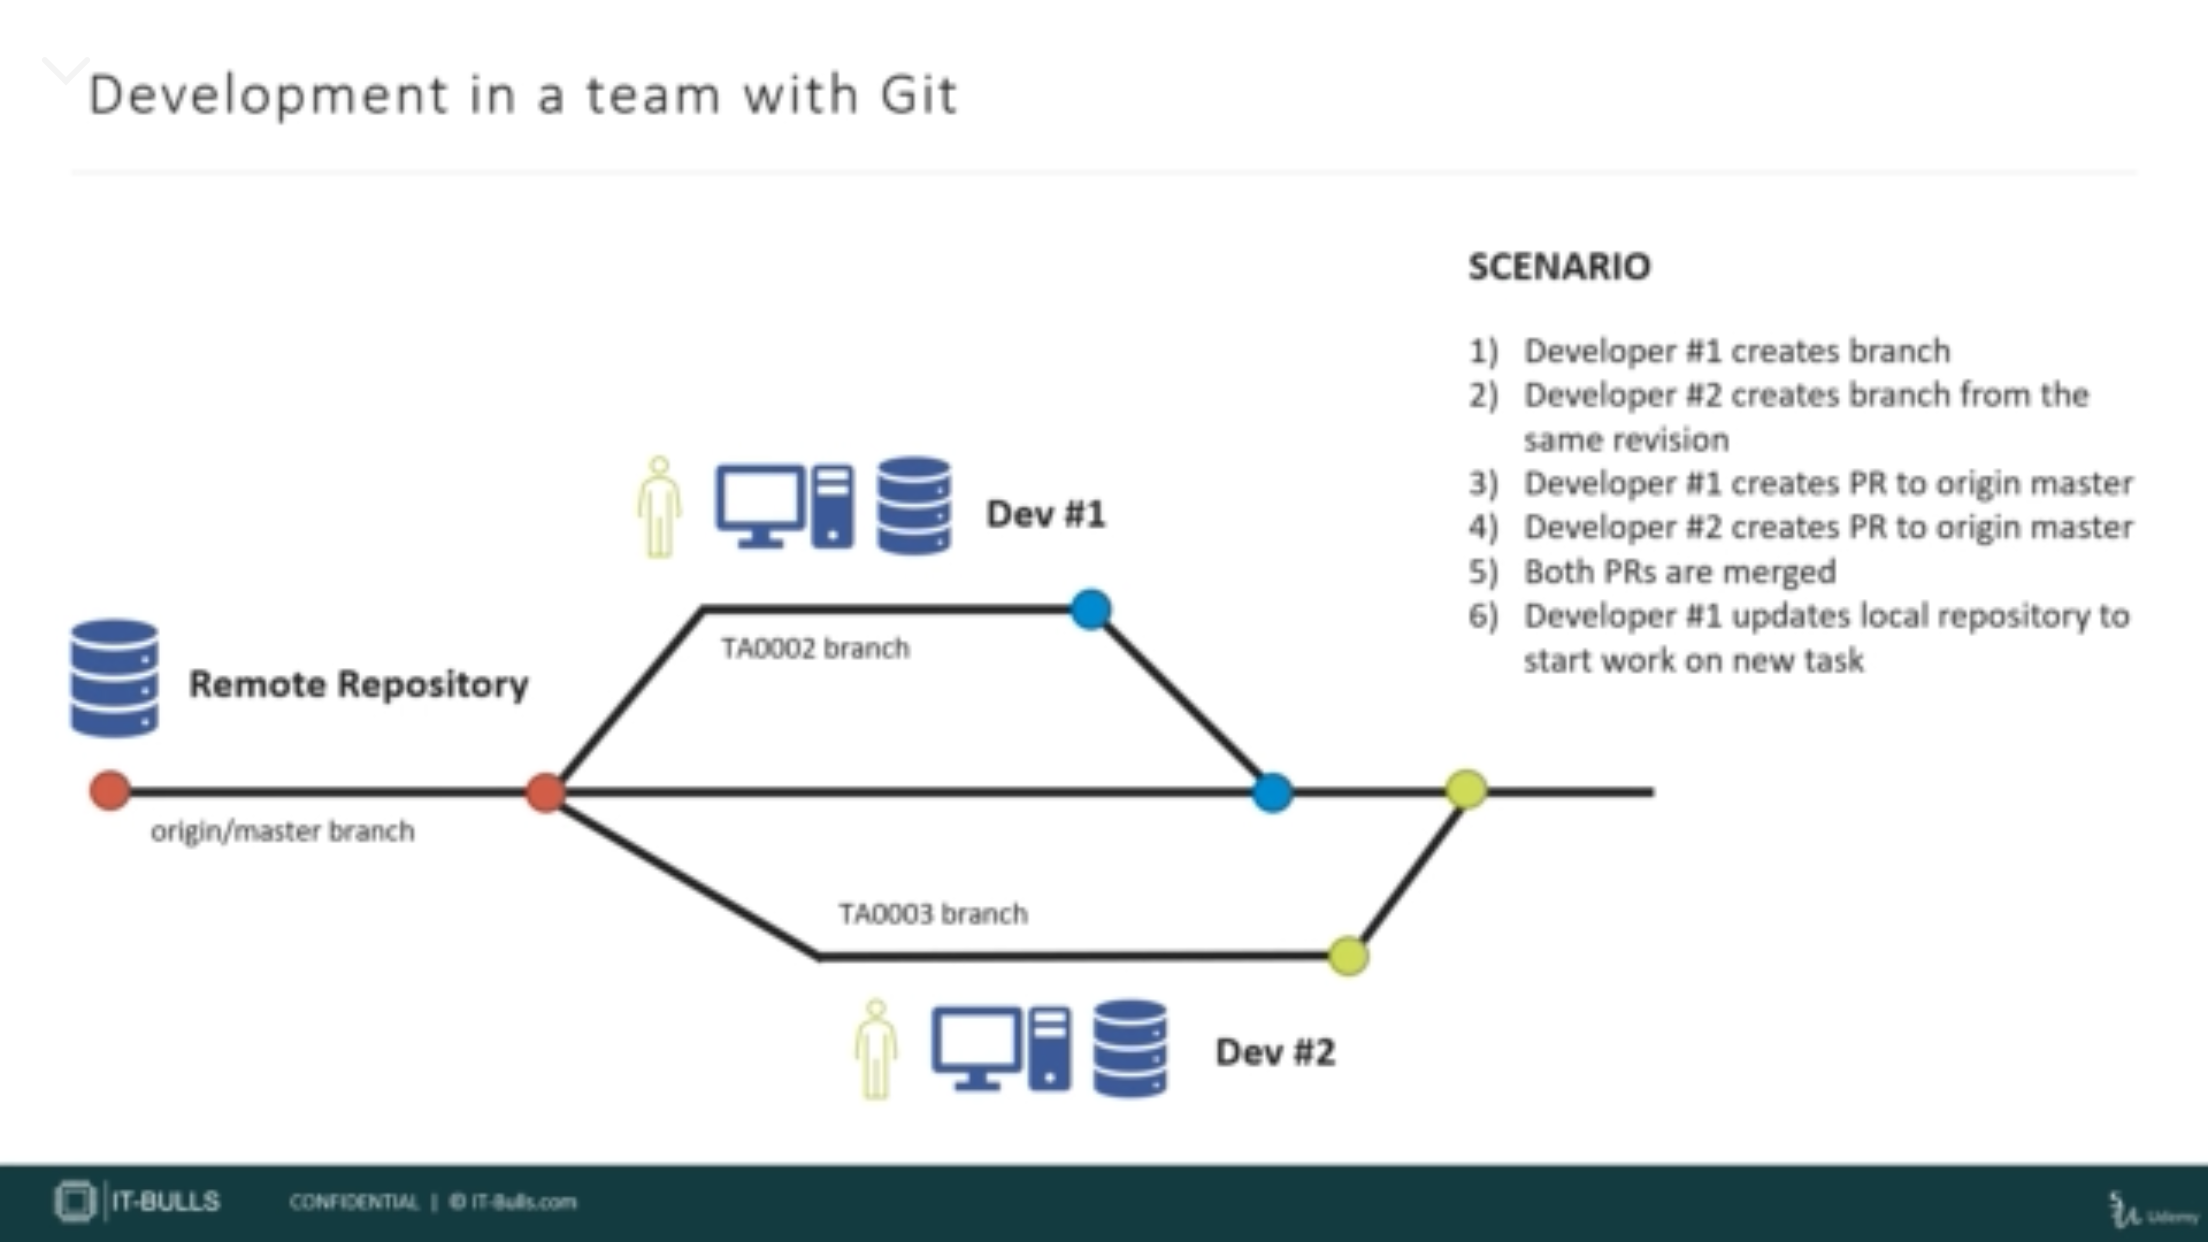 Development in a team with Git
SCENARIO
1) Developer #1 creates branch
2) Developer #2 creates branch from the
same revision
3) Developer #1 creates PR to origin master
4) Developer #2 creates PR to origin master
5) Both PRs are merged
6) Developer #1 updates local repository to
start work on new task
Dev #1
TA0002 branch
Remote Repository
origin/master branch
TA0003 branch
Dev #2
IT-BULLS
CONFIDENTIAL | © IT-Bulls.com
Udemy